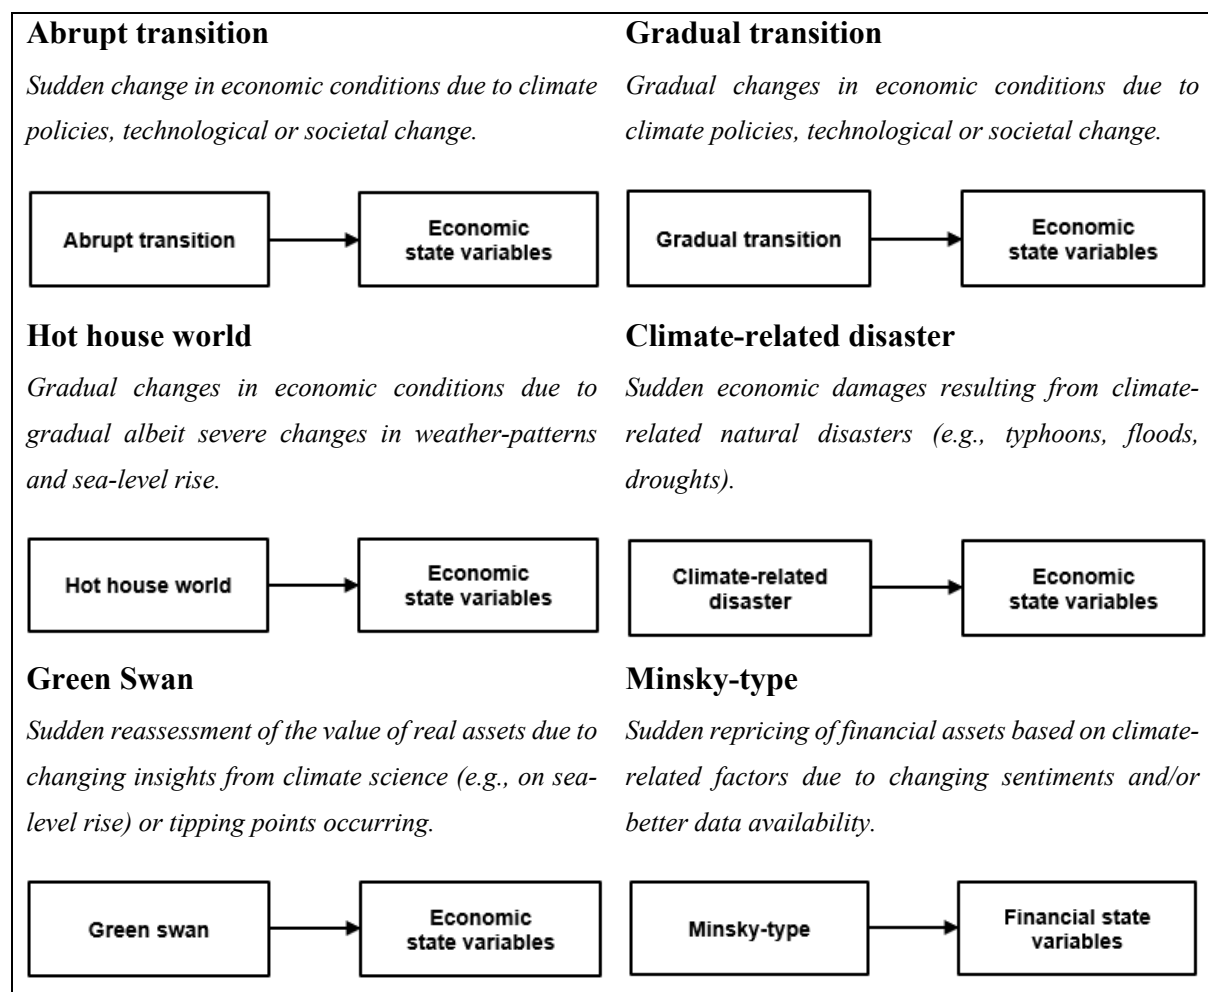 Abrupt transition
Sudden change in economic conditions due to climate
policies, technological or societal change.
Abrupt transition
Economic
state variables
Gradual transition
Gradual changes in economic conditions due to
climate policies, technological or societal change.
Gradual transition
Economic
state variables
Hot house world
Gradual changes in economic conditions due to
gradual albeit severe changes in weather-patterns
and sea-level rise.
Hot house world
Economic
state variables
Climate-related disaster
Sudden economic damages resulting from climate-
related natural disasters (e.g., typhoons, floods,
droughts).
Climate-related
disaster
Economic
state variables
Green Swan
Sudden reassessment of the value of real assets due to
changing insights from climate science (e.g., on sea-
level rise) or tipping points occurring.
Green swan
Economic
state variables
Minsky-type
Sudden repricing of financial assets based on climate-
related factors due to changing sentiments and/or
better data availability.
Minsky-type
Financial state
variables